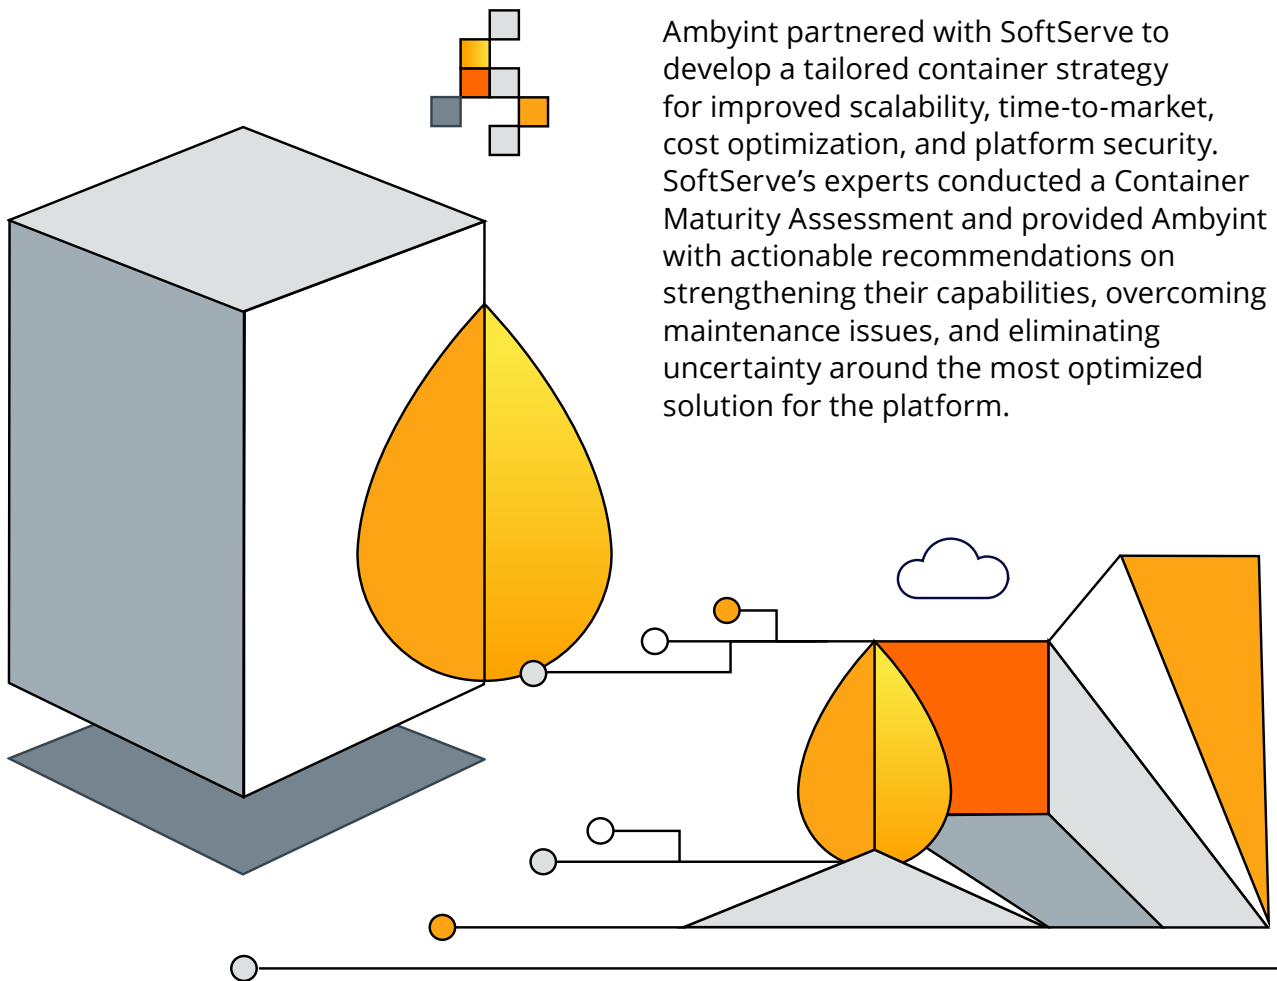 Ambyint partnered with SoftServe to
develop a tailored container strategy
for improved scalability, time-to-market,
cost optimization, and platform security.
SoftServe’s experts conducted a Container
Maturity Assessment and provided Ambyint
with actionable recommendations on
strengthening their capabilities, overcoming
maintenance issues, and eliminating
uncertainty around the most optimized
solution for the platform.